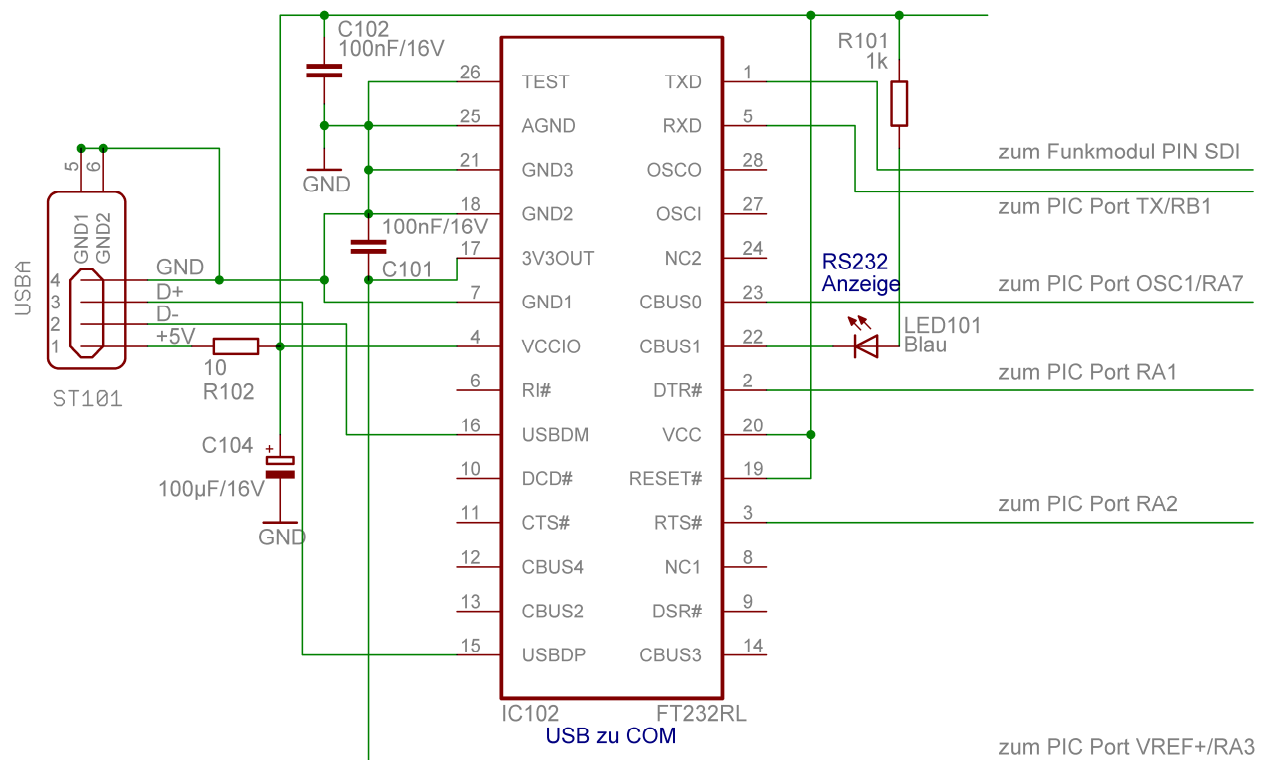 C102
100nF/16V
R101
1k
26 TEST TXD 1
25 AGND RXD 5
21 GND3 OSCO 28
18 GND2 OSCI 27
17 3V3OUT NC2 24
7 GND1 CBUS0 23
4 VCCIO CBUS1 22
6 RI# DTR# 2
16 USBDM VCC 20
10 DCD# RESET# 19
11 CTS# RTS# 3
12 CBUS4 NC1 8
13 CBUS2 DSR# 9
15 USBDP CBUS3 14
IC102 FT232RL
USB zu COM
GND
100nF/16V
C101
5 6
GND1
GND2
USBA
4 GND
3 D+
2 D-
1 +5V
ST101
10
R102
C104
+
100µF/16V
GND
RS232
Anzeige
LED101
Blau
zum Funkmodul PIN SDI
zum PIC Port TX/RB1
zum PIC Port OSC1/RA7
zum PIC Port RA1
zum PIC Port RA2
zum PIC Port VREF+/RA3